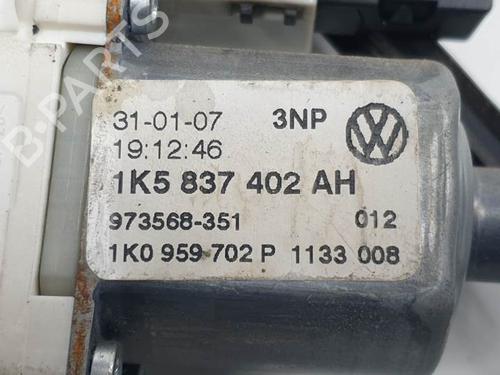 31-01-07 3NP
19:12:46
1K5 837 402 AH
973568-351 012
1K0 959 702 P 1133 008
B-PARTS